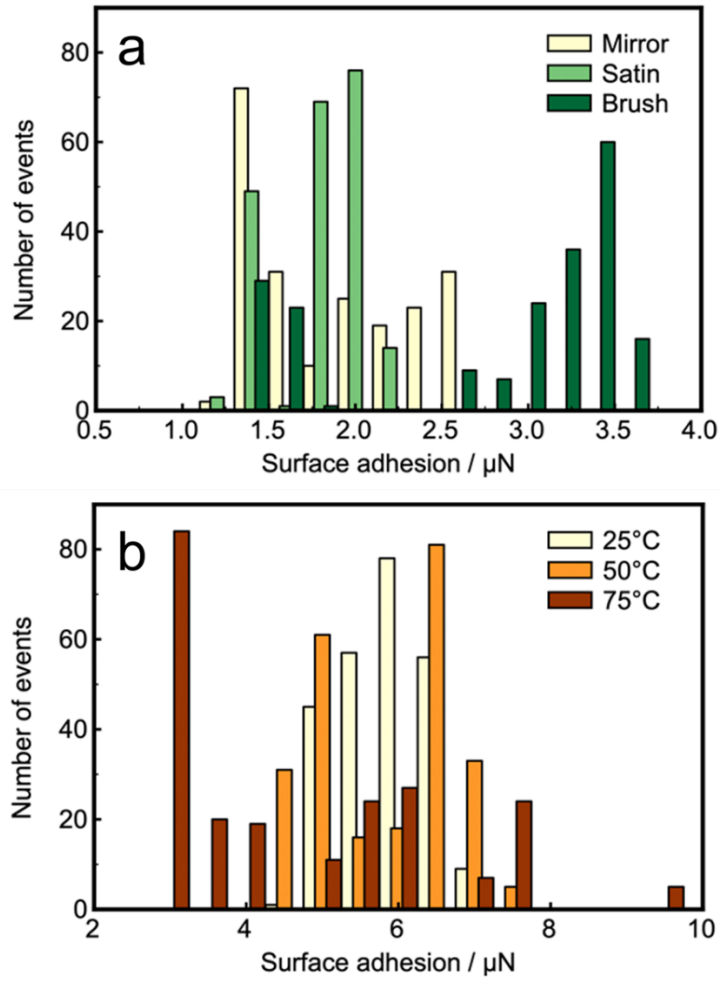 a
Mirror
Satin
Brush
Number of events
80
60
40
20
0
0.5 1.0 1.5 2.0 2.5 3.0 3.5 4.0
Surface adhesion / µN
b
25°C
50°C
75°C
Number of events
80
60
40
20
0
2 4 6 8 10
Surface adhesion / µN